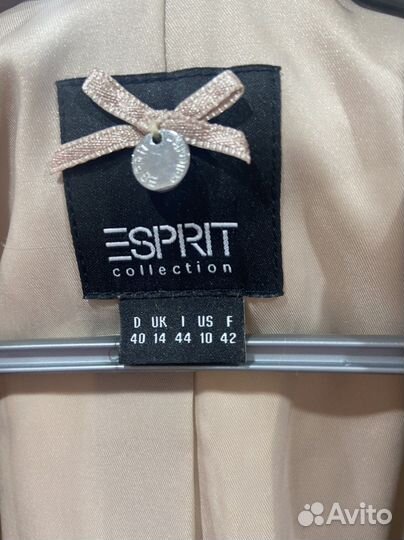 ESPRIT
collection
D UK I US F
40 14 44 10 42
Avito